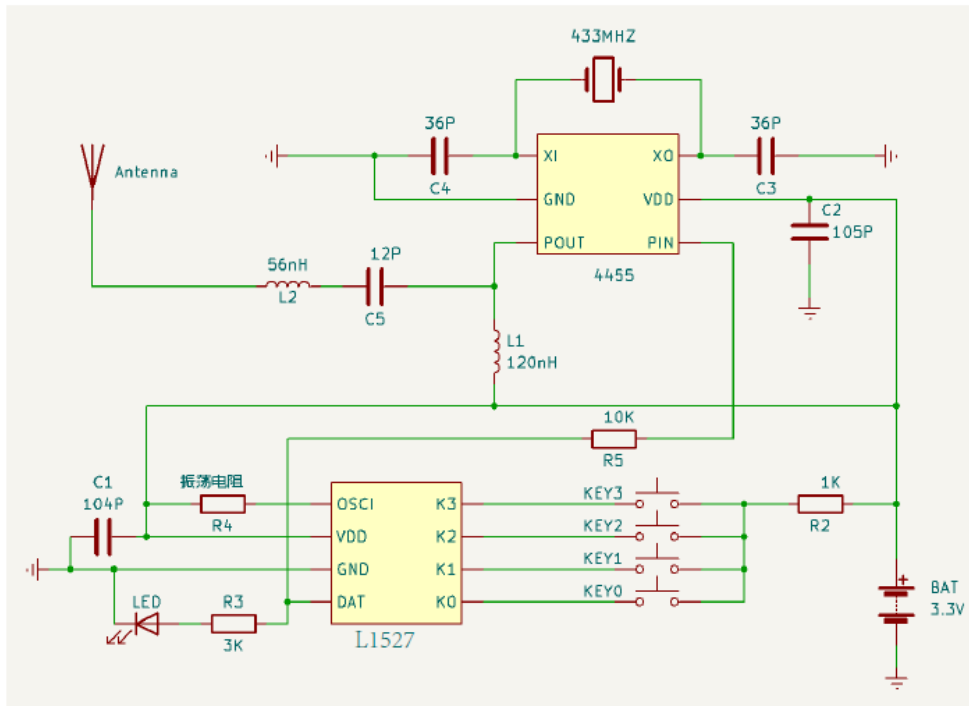 433MHZ
36P
C4
36P
C3
Antenna
XI
XO
GND
VDD
POUT
PIN
4455
C2
105P
56nH
L2
12P
C5
L1
120nH
10K
R5
C1
104P
振荡电阻
R4
OSCI
VDD
GND
DAT
K3
K2
K1
K0
L1527
KEY3
KEY2
KEY1
KEY0
1K
R2
LED
R3
3K
+
BAT
3.3V